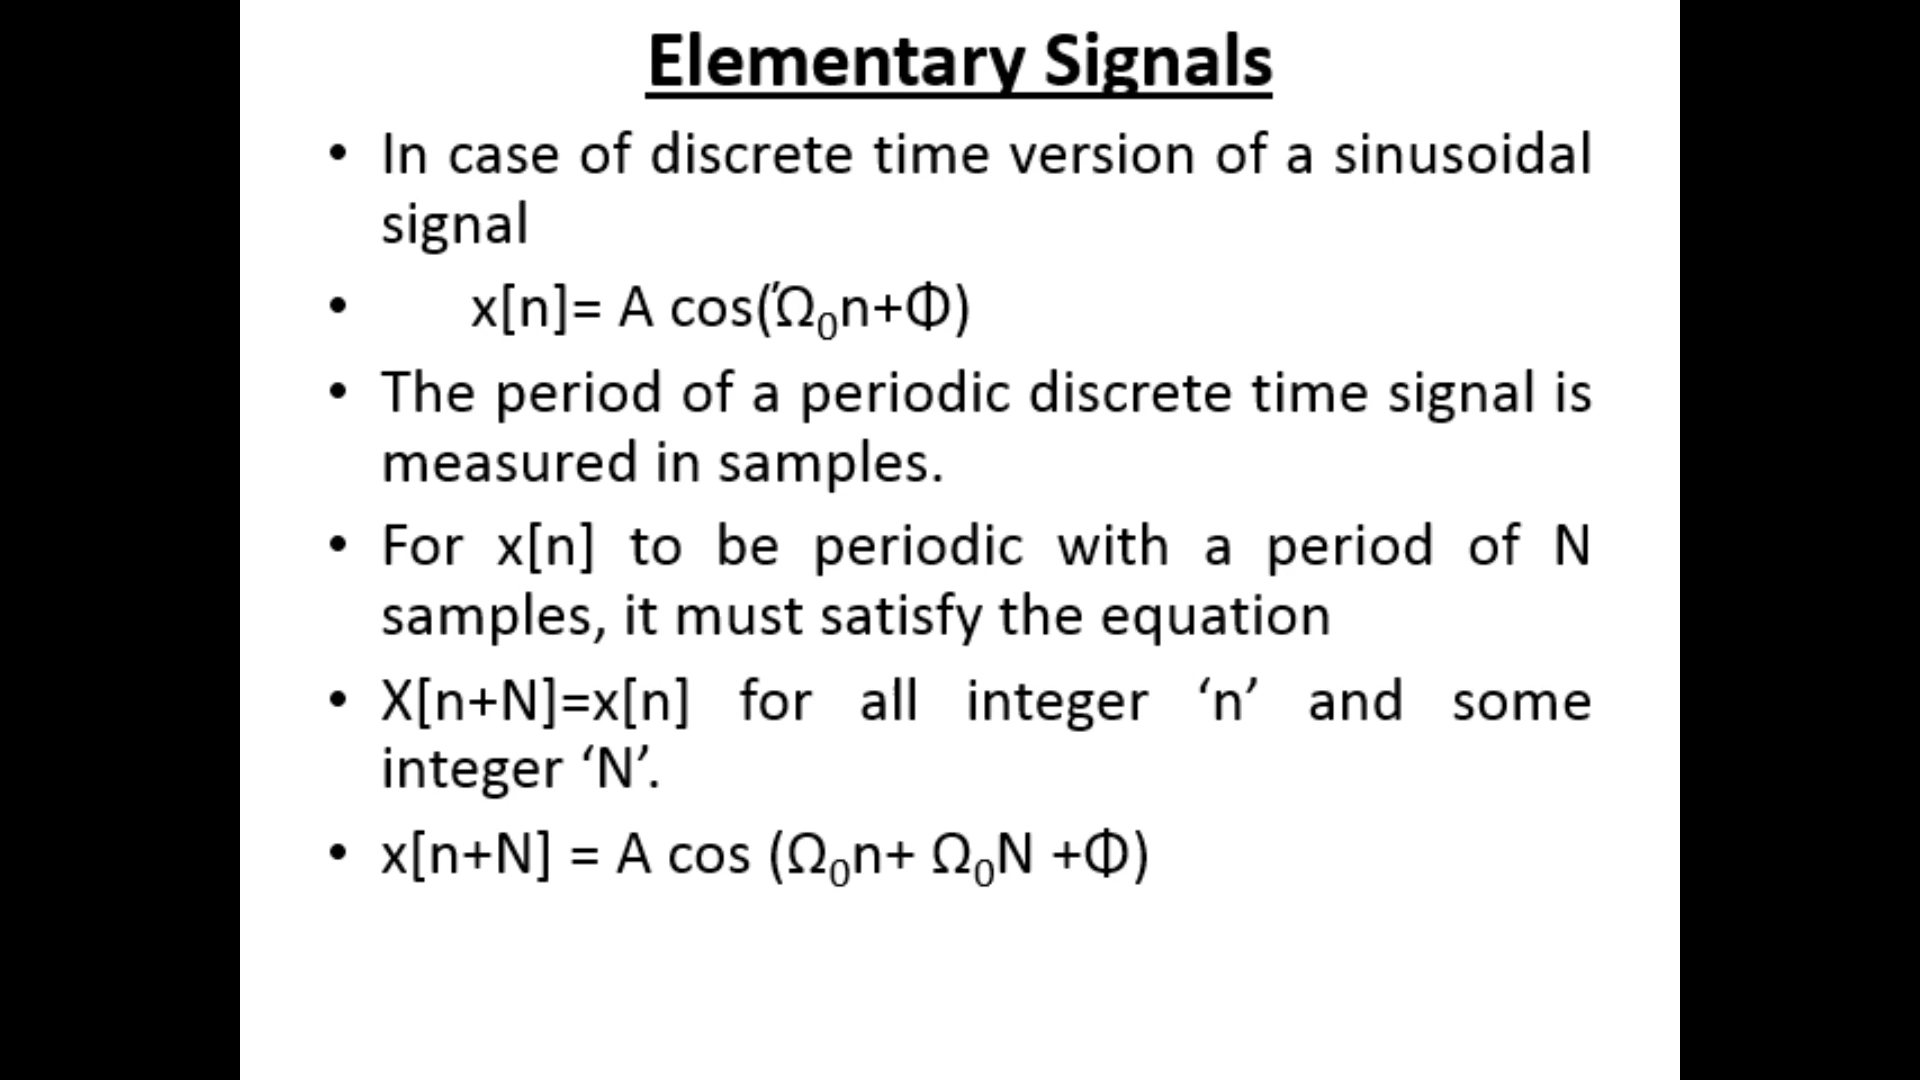 Elementary Signals
• In case of discrete time version of a sinusoidal
signal
• x[n]= A cos(Ώ₀n+Φ)
• The period of a periodic discrete time signal is
measured in samples.
• For x[n] to be periodic with a period of N
samples, it must satisfy the equation
• X[n+N]=x[n] for all integer ‘n’ and some
integer ‘N’.
• x[n+N] = A cos (Ω₀n+ Ω₀N +Φ)